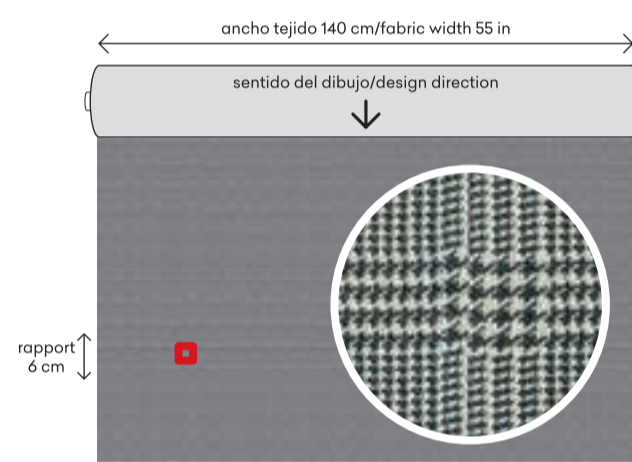 ancho tejido 140 cm/fabric width 55 in
sentido del dibujo/design direction
rapport
6 cm